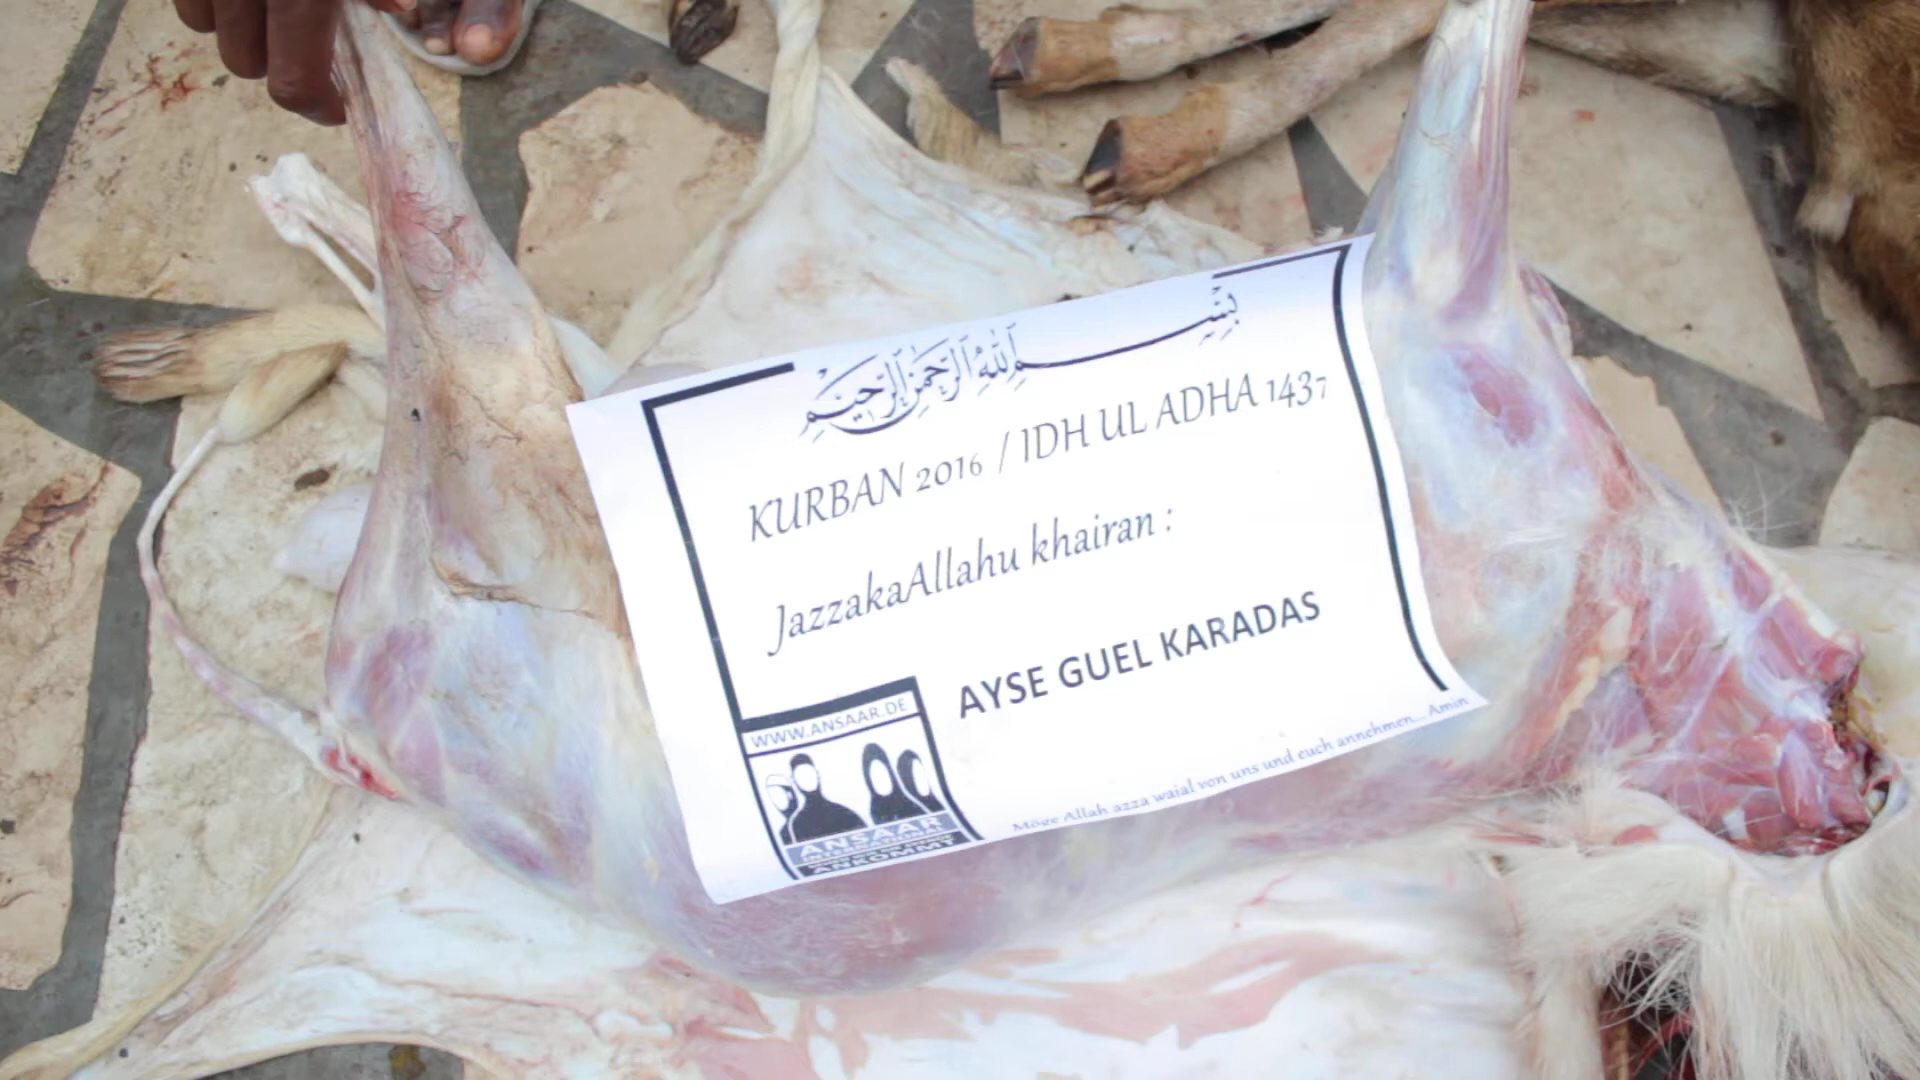 بسم الله الرحمن الرحيم
KURBAN 2016 / IDH UL ADHA 1437
JazzakaAllahu khairan :
AYSE GUEL KARADAS
WWW.ANSAAR.DE
ANSAAR
INTERNATIONAL
ANKOMMT
Möge Allah azza wajal von uns und euch annehmen... Amin